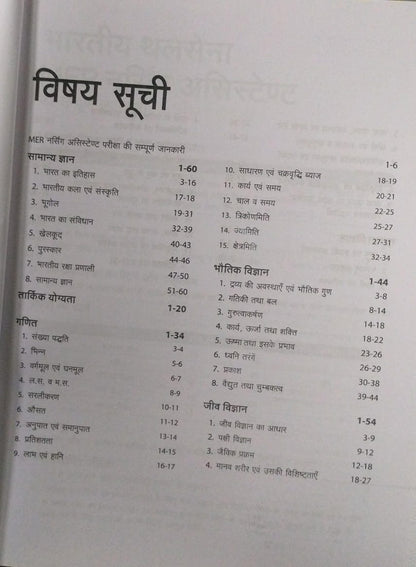 विषय सूची
MER नर्सिंग असिस्टेण्ट परीक्षा की सम्पूर्ण जानकारी 1-6
सामान्य ज्ञान 1-60
1. भारत का इतिहास 3-16
2. भारतीय कला एवं संस्कृति 17-18
3. भूगोल 19-31
4. भारत का संविधान 32-39
5. खेलकूद 40-43
6. पुरस्कार 44-46
7. भारतीय रक्षा प्रणाली 47-50
8. सामान्य ज्ञान 51-60
तार्किक योग्यता 1-20
गणित 1-34
1. संख्या पद्धति 3-4
2. भिन्न 5-6
3. वर्गमूल एवं घनमूल 6-7
4. ल.स. व म.स. 8-9
5. सरलीकरण 10-11
6. औसत 11-12
7. अनुपात एवं समानुपात 13-14
8. प्रतिशतता 14-15
9. लाभ एवं हानि 16-17
10. साधारण एवं चक्रवृद्धि ब्याज 18-19
11. कार्य एवं समय 20-21
12. चाल व समय 22-25
13. त्रिकोणमिति 25-27
14. ज्यामिति 27-31
15. क्षेत्रमिति 32-34
भौतिक विज्ञान 1-44
1. द्रव्य की अवस्थाएँ एवं भौतिक गुण 3-8
2. गतिकी तथा बल 8-14
3. गुरुत्वाकर्षण 14-18
4. कार्य, ऊर्जा तथा शक्ति 18-22
5. ऊष्मा तथा इसके प्रभाव 23-26
6. ध्वनि तरंगें 26-29
7. प्रकाश 30-38
8. वैद्युत तथा चुम्बकत्व 39-44
जीव विज्ञान 1-54
1. जीव विज्ञान का आधार 3-9
2. पक्षी विज्ञान 9-12
3. जैविक प्रक्रम 12-18
4. मानव शरीर एवं उसकी विशिष्टताएँ 18-27